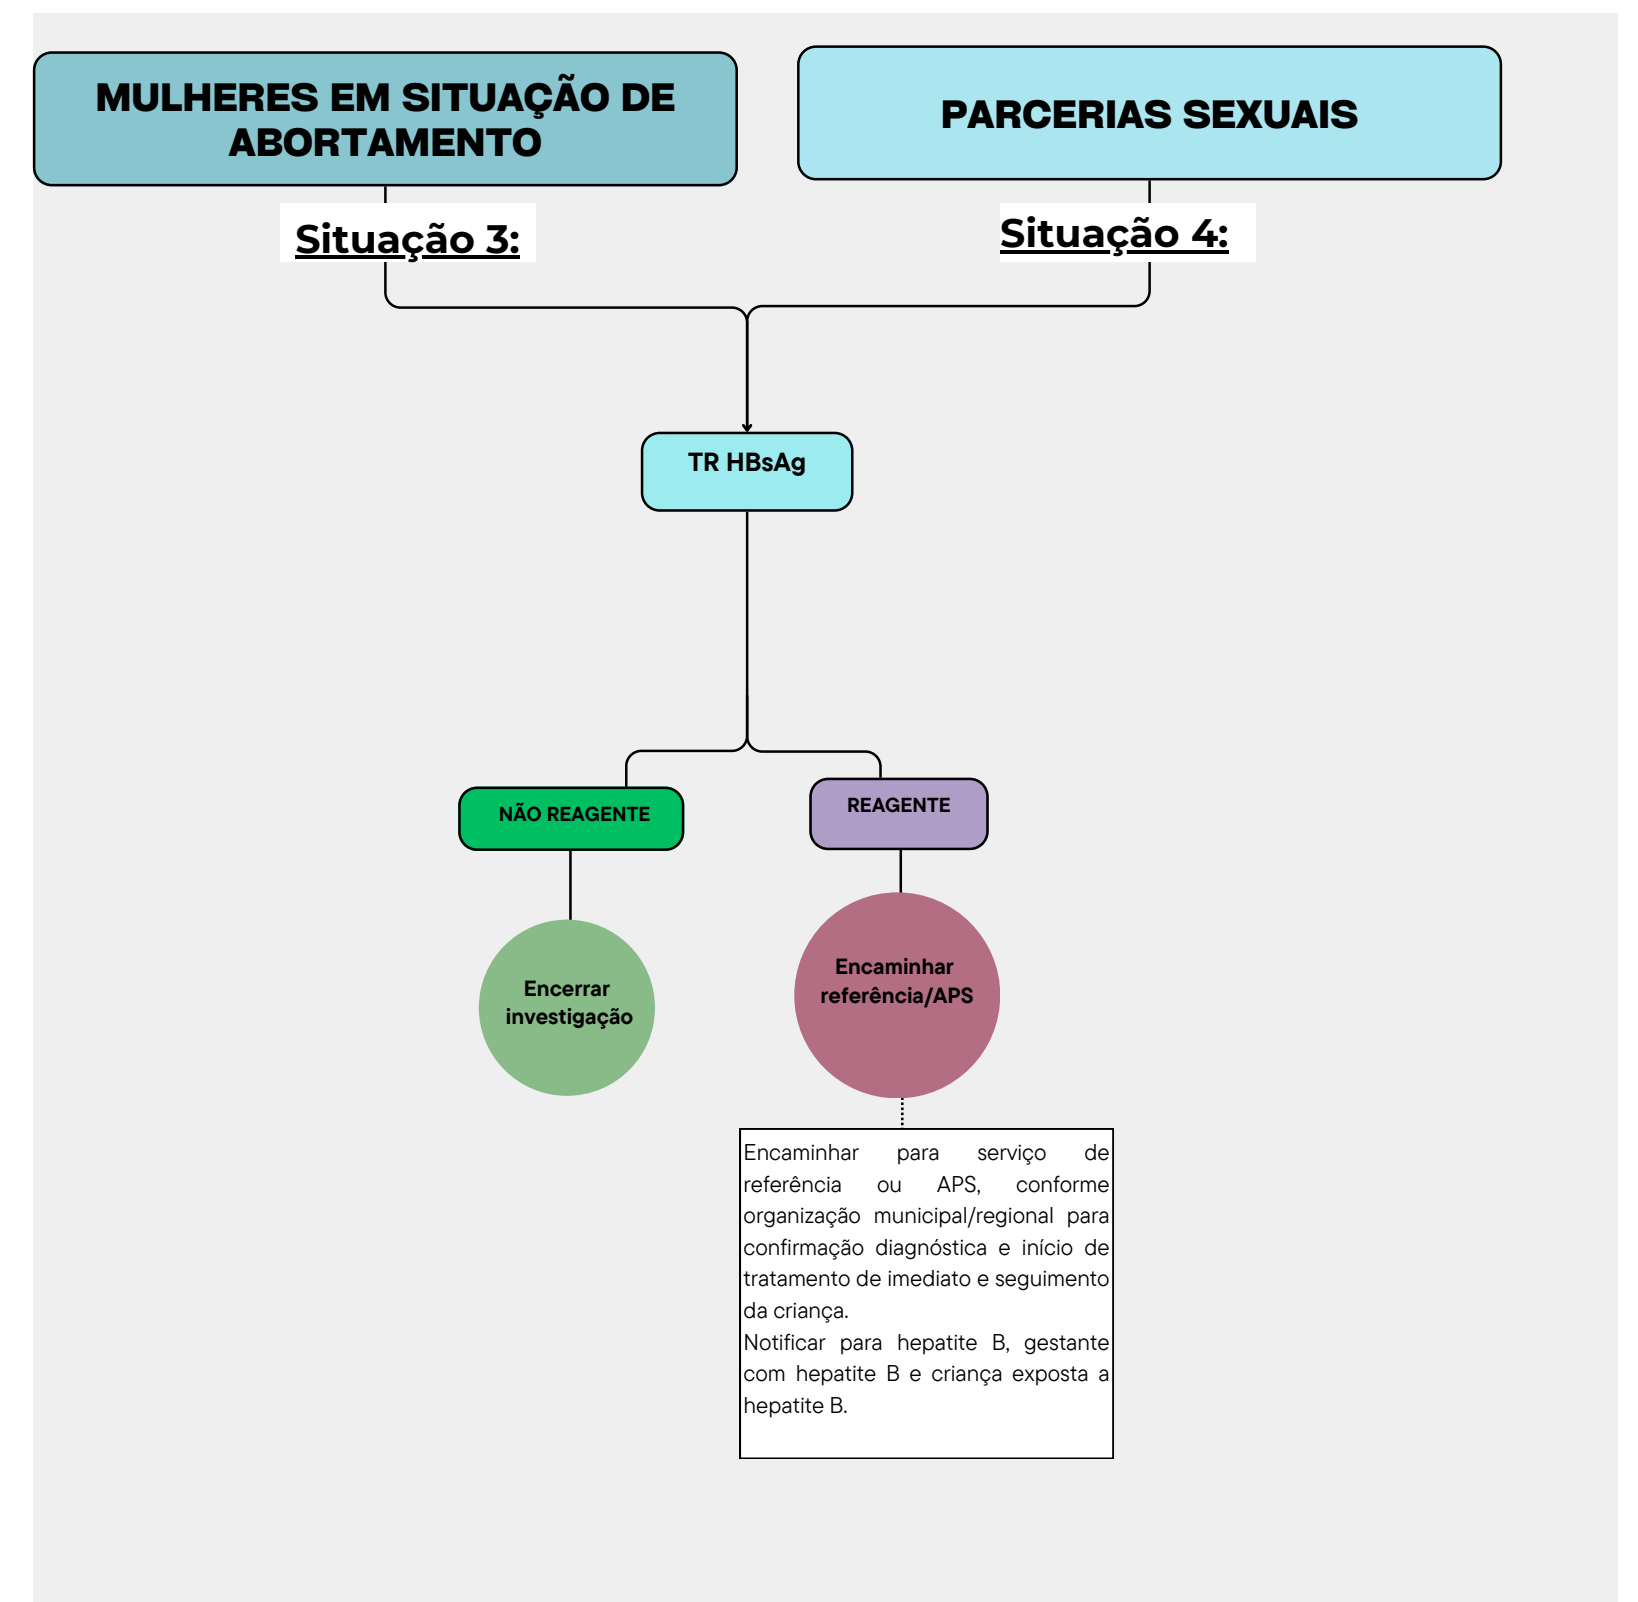 MULHERES EM SITUAÇÃO DE
ABORTAMENTO
PARCERIAS SEXUAIS
Situação 3:
Situação 4:
TR HBsAg
NÃO REAGENTE
REAGENTE
Encerrar
investigação
Encaminhar
referência/APS
Encaminhar para serviço de
referência ou APS, conforme
organização municipal/regional para
confirmação diagnóstica e início de
tratamento de imediato e seguimento
da criança.
Notificar para hepatite B, gestante
com hepatite B e criança exposta a
hepatite B.